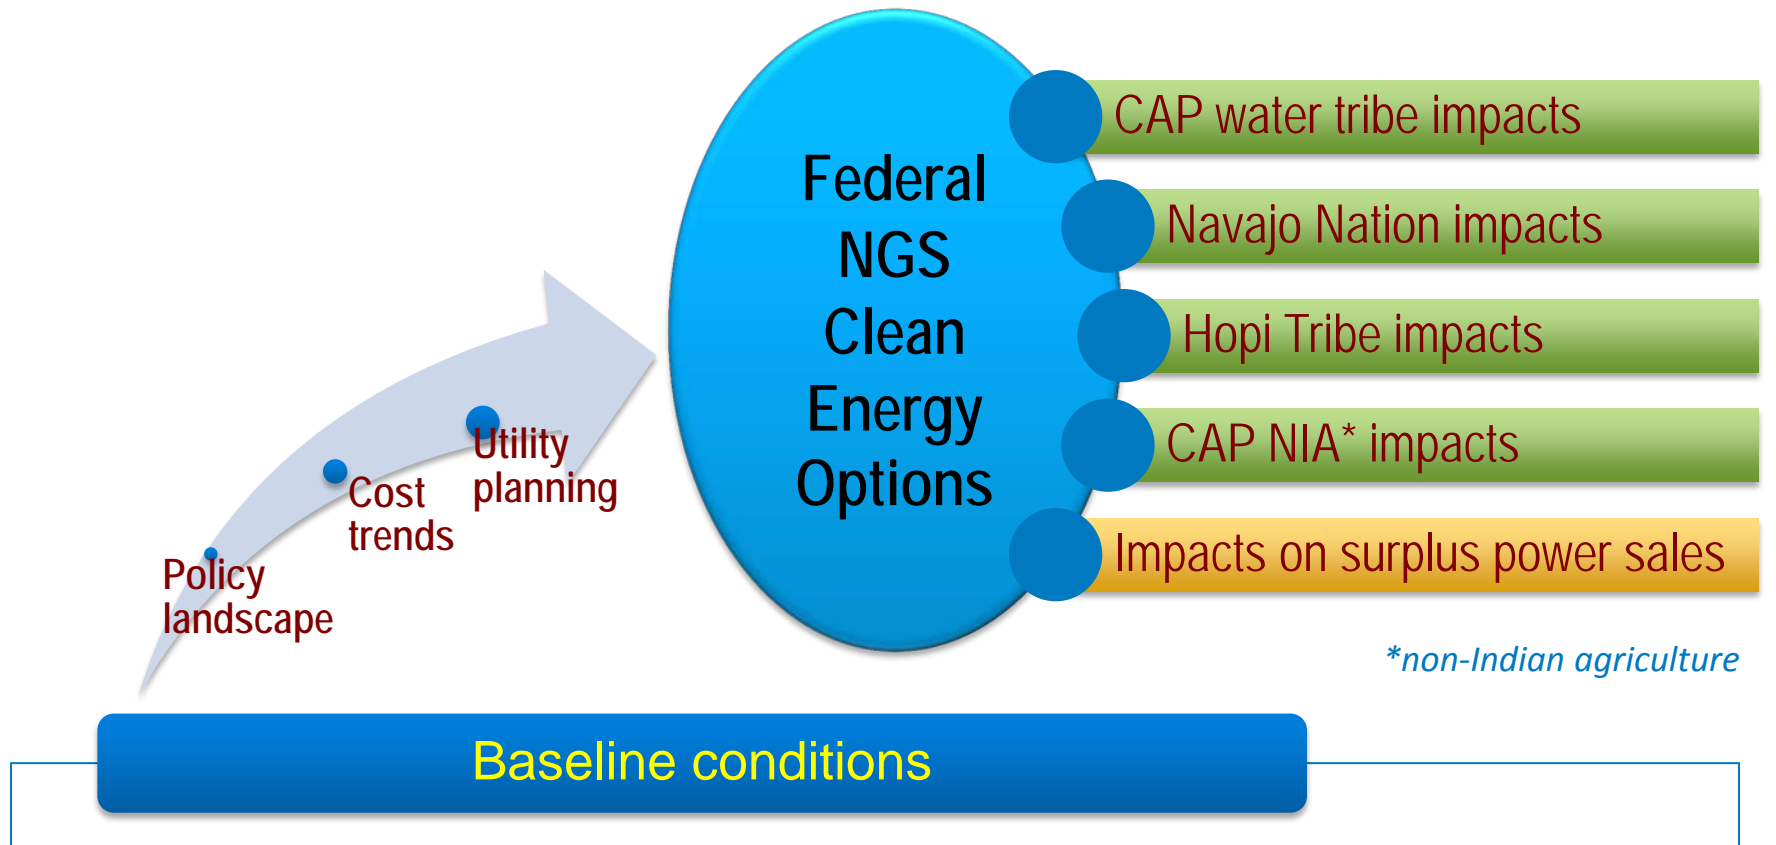 Federal
NGS
Clean
Energy
Options
CAP water tribe impacts
Navajo Nation impacts
Hopi Tribe impacts
CAP NIA* impacts
Impacts on surplus power sales
*non-Indian agriculture
Utility
planning
Cost
trends
Policy
landscape
Baseline conditions